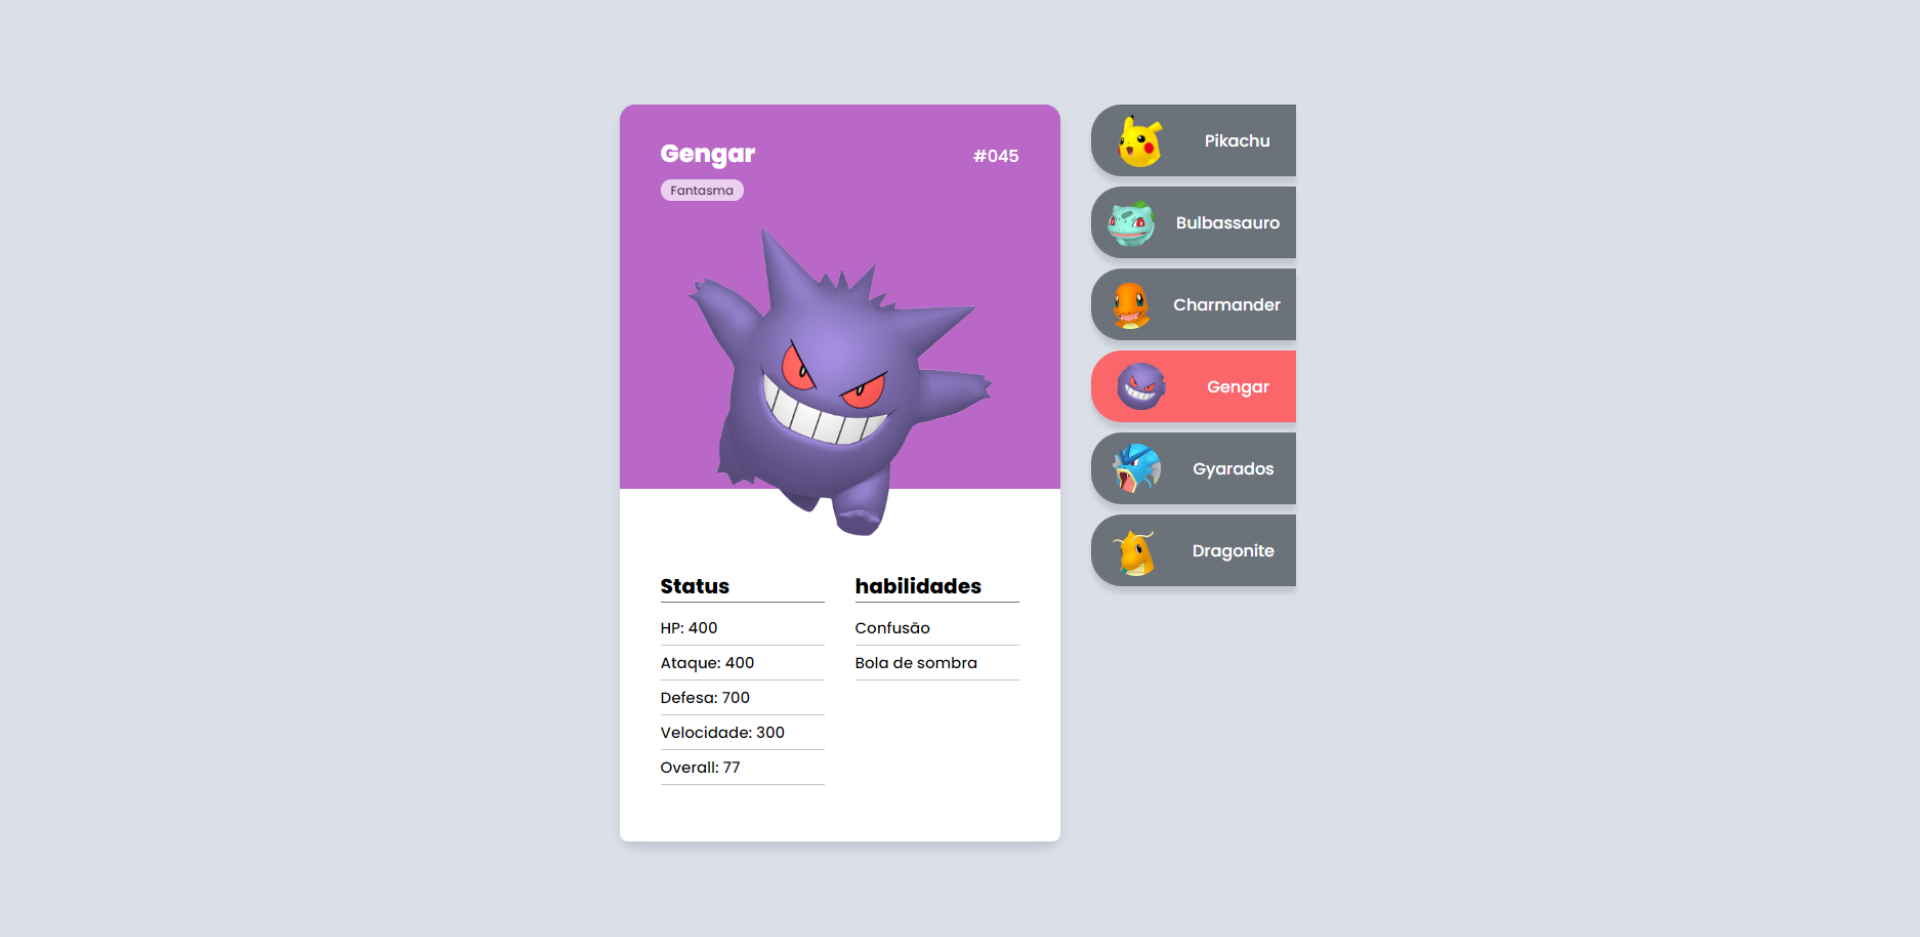 Gengar
#045
Fantasma
Status
HP: 400
Ataque: 400
Defesa: 700
Velocidade: 300
Overall: 77
habilidades
Confusão
Bola de sombra
Pikachu
Bulbassauro
Charmander
Gengar
Gyarados
Dragonite